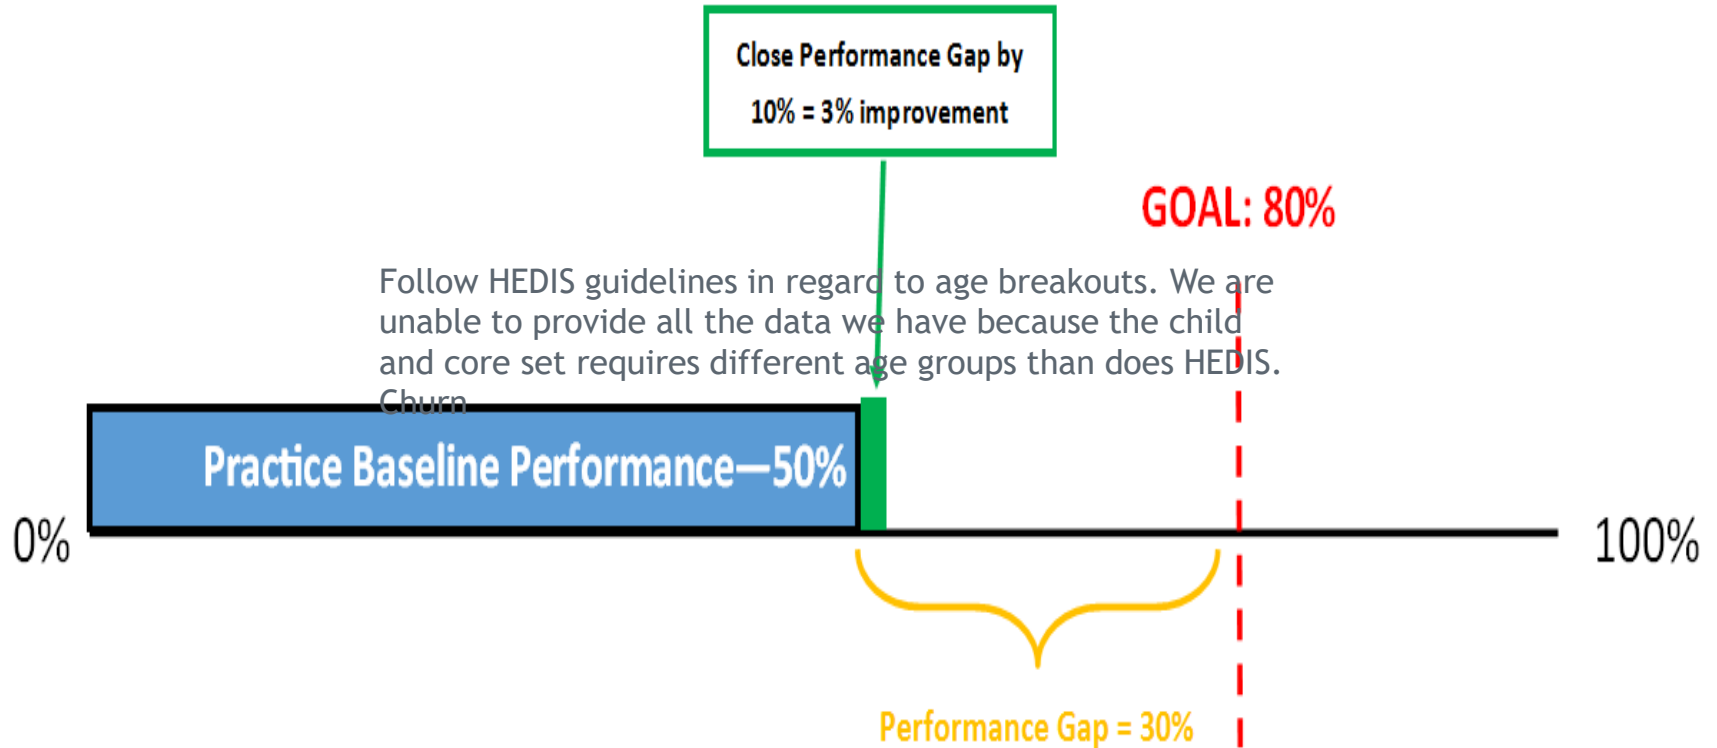 Close Performance Gap by
10% = 3% improvement
GOAL: 80%
Follow HEDIS guidelines in regard to age breakouts. We are
unable to provide all the data we have because the child
and core set requires different age groups than does HEDIS.
Churn
Practice Baseline Performance—50%
0%
100%
Performance Gap = 30%